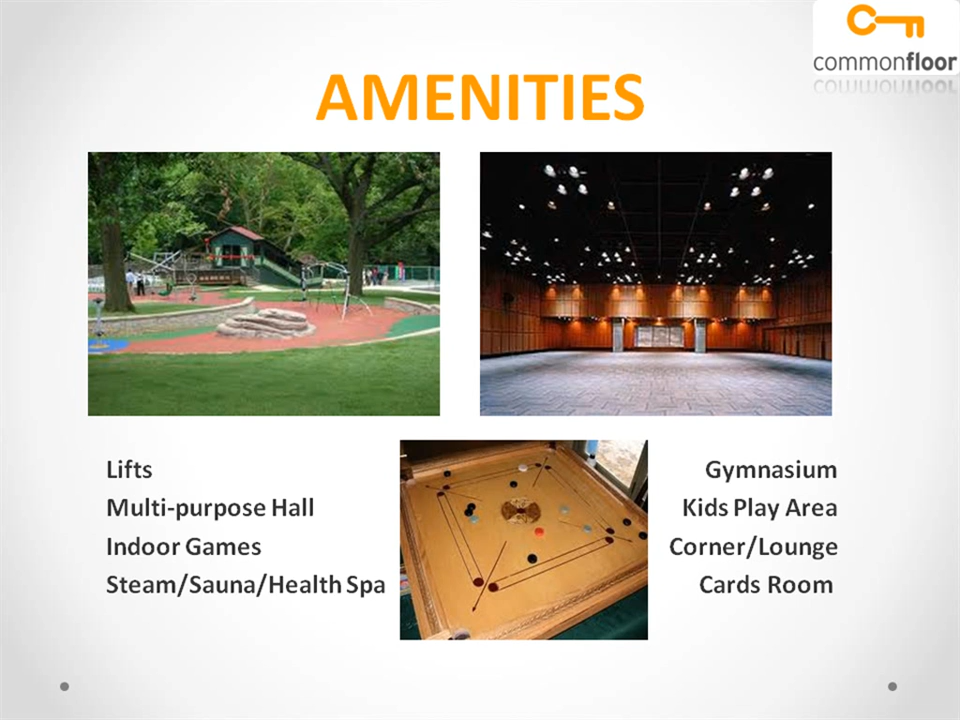 commonfloor
AMENITIES
Lifts
Multi-purpose Hall
Indoor Games
Steam/Sauna/Health Spa
Gymnasium
Kids Play Area
Corner/Lounge
Cards Room